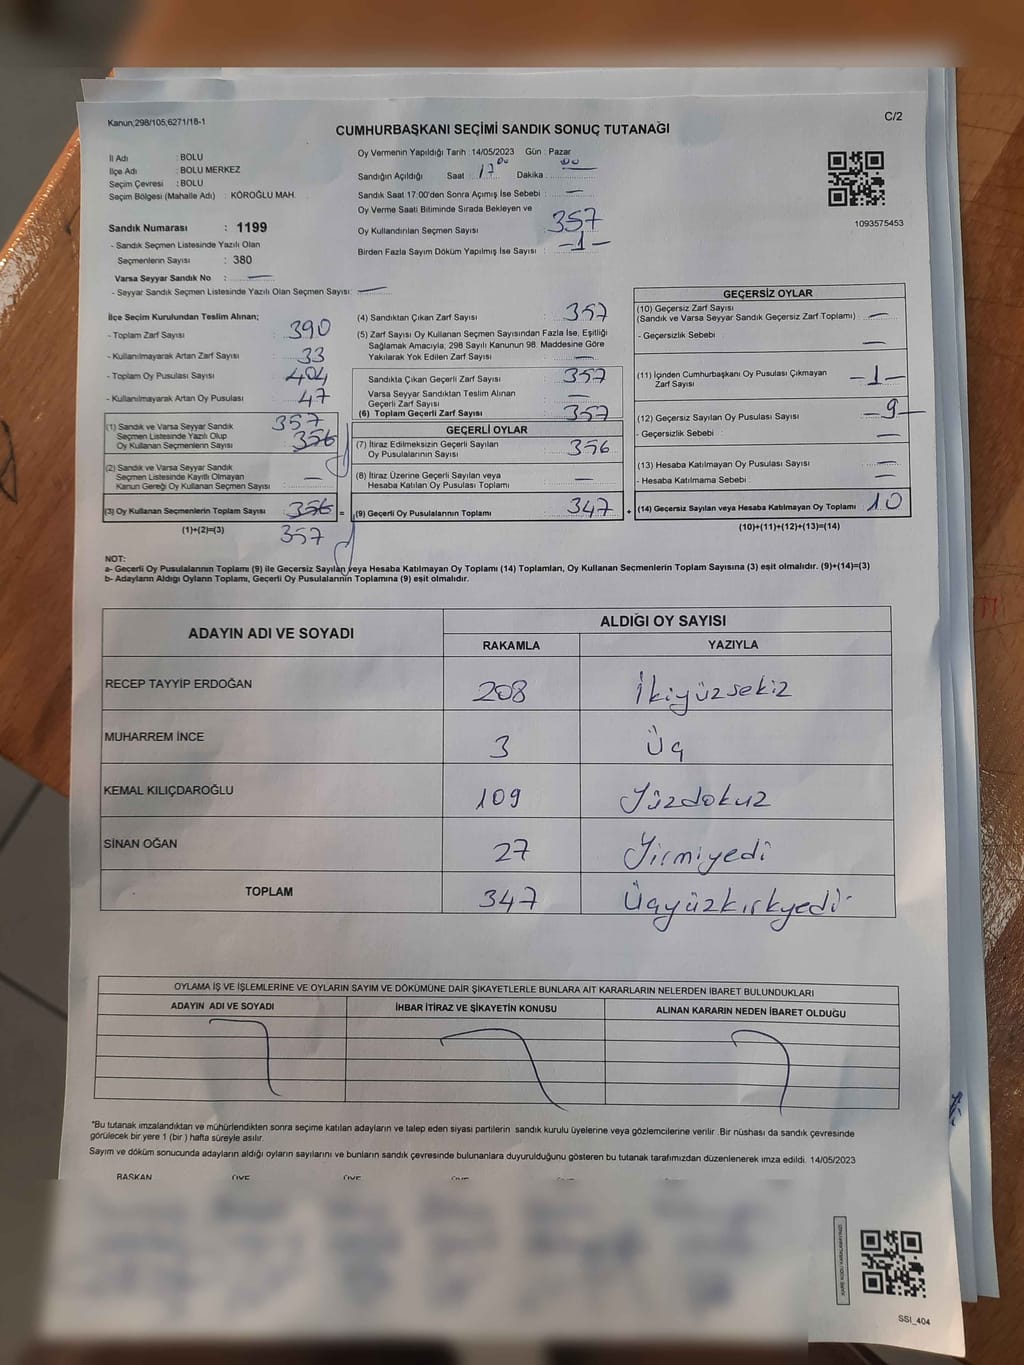 Kanun;298/105,6271/18-1
C/2
CUMHURBAŞKANI SEÇİMİ SANDIK SONUÇ TUTANAĞI
İl Adı : BOLU
İlçe Adı : BOLU MERKEZ
Seçim Çevresi : BOLU
Seçim Bölgesi (Mahalle Adı) : KÖROĞLU MAH.
Sandık Numarası : 1199
- Sandık Seçmen Listesinde Yazılı Olan
Seçmenlerin Sayısı : 380
Varsa Seyyar Sandık No : —
- Seyyar Sandık Seçmen Listesinde Yazılı Olan Seçmen Sayısı: —
Oy Vermenin Yapıldığı Tarih : 14/05/2023 Gün : Pazar
Sandığın Açıldığı Saat : 17 00 Dakika : 00
Sandık Saat 17:00'den Sonra Açımış İse Sebebi : —
Oy Verme Saati Bitiminde Sırada Bekleyen ve
Oy Kullandırılan Seçmen Sayısı : 357
Birden Fazla Sayım Döküm Yapılmış İse Sayısı : -1-
1093575453
İlçe Seçim Kurulundan Teslim Alınan;
- Toplam Zarf Sayısı : 390
- Kullanılmayarak Artan Zarf Sayısı : 33
- Toplam Oy Pusulası Sayısı : 404
- Kullanılmayarak Artan Oy Pusulası : 47
(1) Sandık ve Varsa Seyyar Sandık 357
Seçmen Listesinde Yazılı Olup 356
Oy Kullanan Seçmenlerin Sayısı
(2) Sandık ve Varsa Seyyar Sandık
Seçmen Listesinde Kayıtlı Olmayan —
Kanun Gereği Oy Kullanan Seçmen Sayısı :
(3) Oy Kullanan Seçmenlerin Toplam Sayısı : 356 =
(1)+(2)=(3) 357
(4) Sandıktan Çıkan Zarf Sayısı : 357
(5) Zarf Sayısı Oy Kullanan Seçmen Sayısından Fazla İse, Eşitliği
Sağlamak Amacıyla, 298 Sayılı Kanunun 98. Maddesine Göre
Yakılarak Yok Edilen Zarf Sayısı : —
Sandıkta Çıkan Geçerli Zarf Sayısı : 357
Varsa Seyyar Sandıktan Teslim Alınan
Geçerli Zarf Sayısı :
(6) Toplam Geçerli Zarf Sayısı : 357
GEÇERLİ OYLAR
(7) İtiraz Edilmeksizin Geçerli Sayılan
Oy Pusulalarının Sayısı : 356
(8) İtiraz Üzerine Geçerli Sayılan veya
Hesaba Katılan Oy Pusulası Toplamı : —
(9) Geçerli Oy Pusulalarının Toplamı : 347 +
GEÇERSİZ OYLAR
(10) Geçersiz Zarf Sayısı
(Sandık ve Varsa Seyyar Sandık Geçersiz Zarf Toplamı) : —
- Geçersizlik Sebebi : —
(11) İçinden Cumhurbaşkanı Oy Pusulası Çıkmayan
Zarf Sayısı : -1-
(12) Geçersiz Sayılan Oy Pusulası Sayısı : -9-
- Geçersizlik Sebebi : —
(13) Hesaba Katılmayan Oy Pusulası Sayısı : —
- Hesaba Katılmama Sebebi : —
(14) Geçersiz Sayılan veya Hesaba Katılmayan Oy Toplamı : 10
(10)+(11)+(12)+(13)=(14)
NOT:
a- Geçerli Oy Pusulalarının Toplamı (9) ile Geçersiz Sayılan veya Hesaba Katılmayan Oy Toplamı (14) Toplamları, Oy Kullanan Seçmenlerin Toplam Sayısına (3) eşit olmalıdır. (9)+(14)=(3)
b- Adayların Aldığı Oyların Toplamı, Geçerli Oy Pusulalarının Toplamına (9) eşit olmalıdır.
ADAYIN ADI VE SOYADI ALDIĞI OY SAYISI
RAKAMLA YAZIYLA
RECEP TAYYİP ERDOĞAN 208 İkiyüzsekiz
MUHARREM İNCE 3 Üç
KEMAL KILIÇDAROĞLU 109 Yüzdokuz
SİNAN OĞAN 27 Yirmiyedi
TOPLAM 347 Üçyüzkırkyedi
OYLAMA İŞ VE İŞLEMLERİNE VE OYLARIN SAYIM VE DÖKÜMÜNE DAİR ŞİKAYETLERLE BUNLARA AİT KARARLARIN NELERDEN İBARET BULUNDUKLARI
ADAYIN ADI VE SOYADI İHBAR İTİRAZ VE ŞİKAYETİN KONUSU ALINAN KARARIN NEDEN İBARET OLDUĞU
"Bu tutanak imzalandıktan ve mühürlendikten sonra seçime katılan adayların ve talep eden siyasi partilerin sandık kurulu üyelerine veya gözlemcilerine verilir. Bir nüshası da sandık çevresinde
görülecek bir yere 1 (bir ) hafta süreyle asılır.
Sayım ve döküm sonucunda adayların aldığı oyların sayılarını ve bunların sandık çevresinde bulunanlara duyurulduğunu gösteren bu tutanak tarafımızdan düzenlenerek imza edildi. 14/05/2023
BAŞKAN ÜYE ÜYE ÜYE ÜYE
SSİ_404